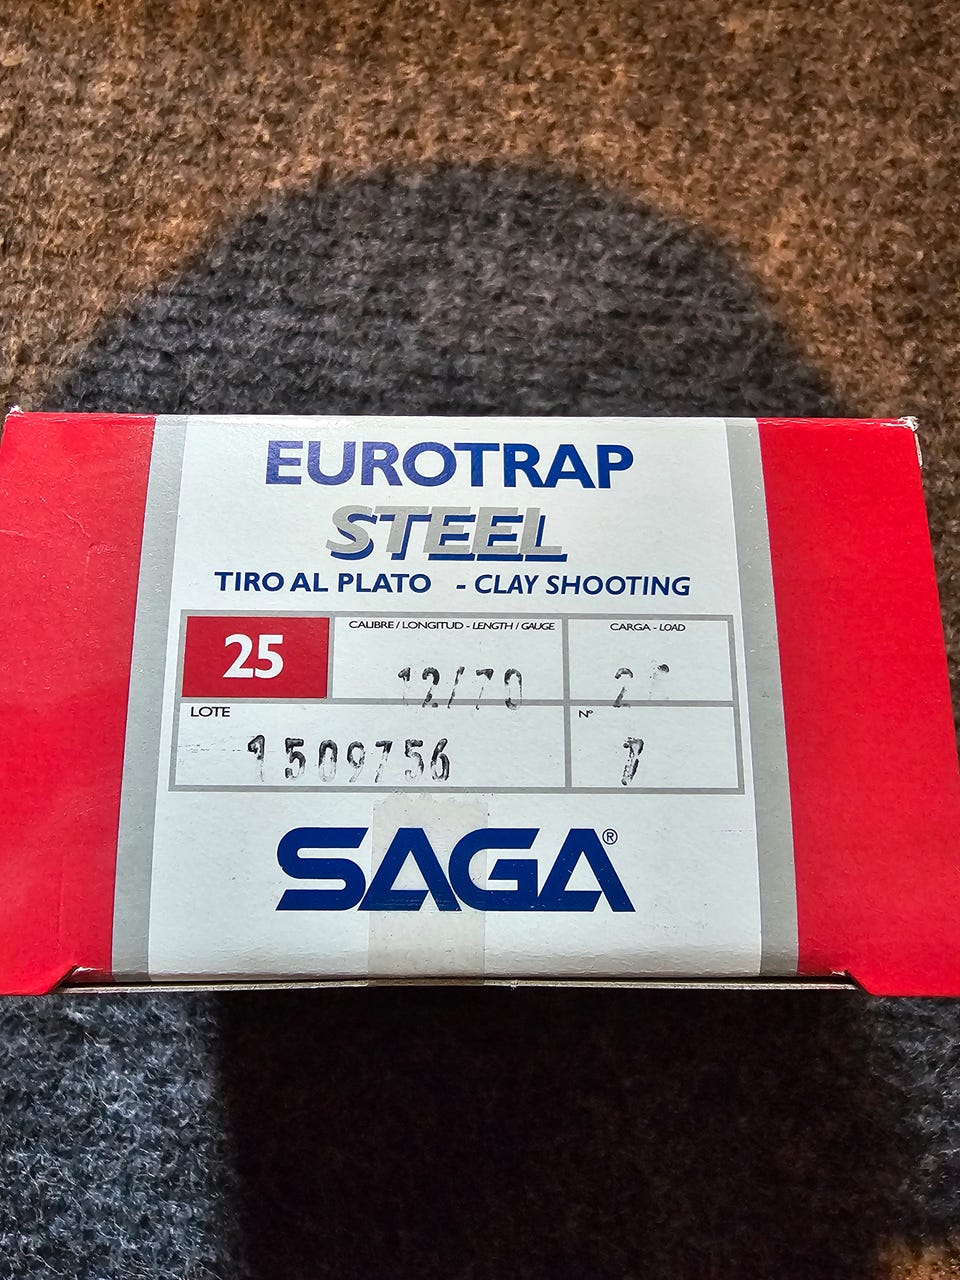 EUROTRAP
STEEL
TIRO AL PLATO - CLAY SHOOTING
25
CALIBRE / LONGITUD - LENGTH / GAUGE
12/70
CARGA - LOAD
LOTE
1509756
Nº
7
SAGA®